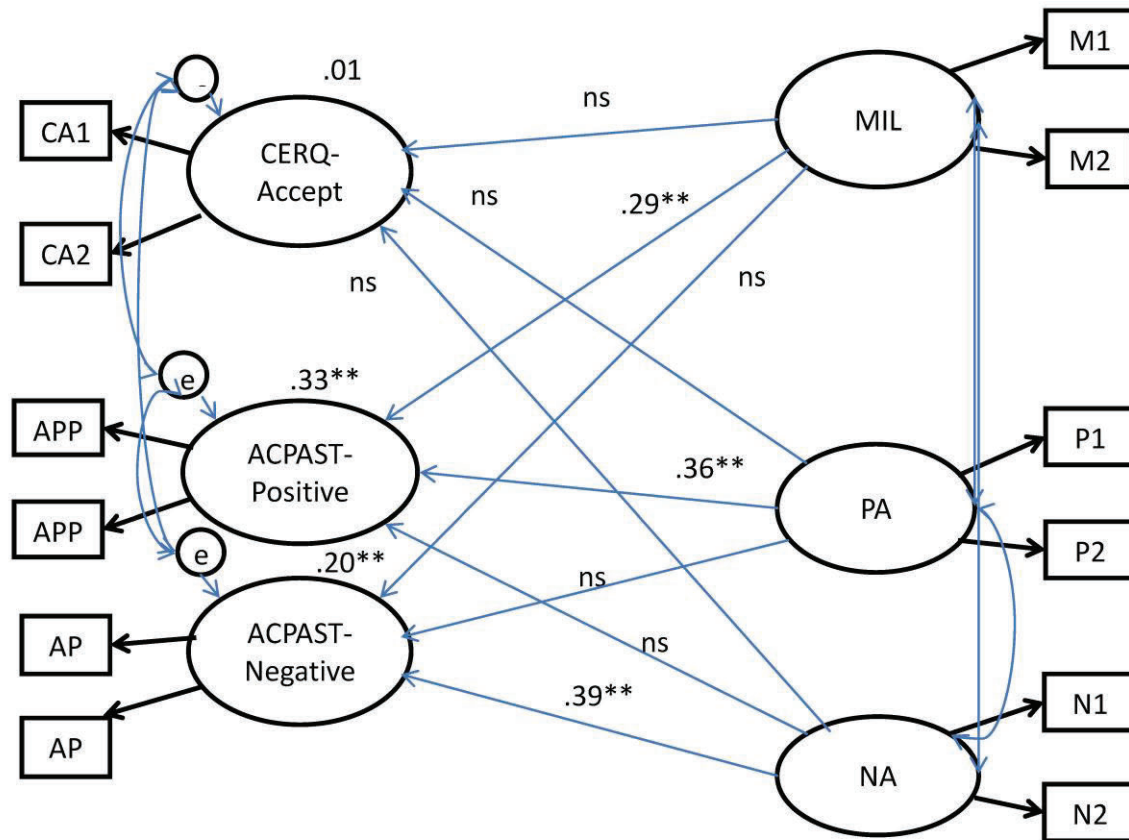 .01
M1
ns
MIL
CA1
CERQ-
Accept
M2
ns
.29**
CA2
ns
ns
e
.33**
APP
ACPAST-
Positive
.36**
P1
PA
APP
e
.20**
P2
ns
AP
ACPAST-
Negative
ns
.39**
N1
AP
NA
N2